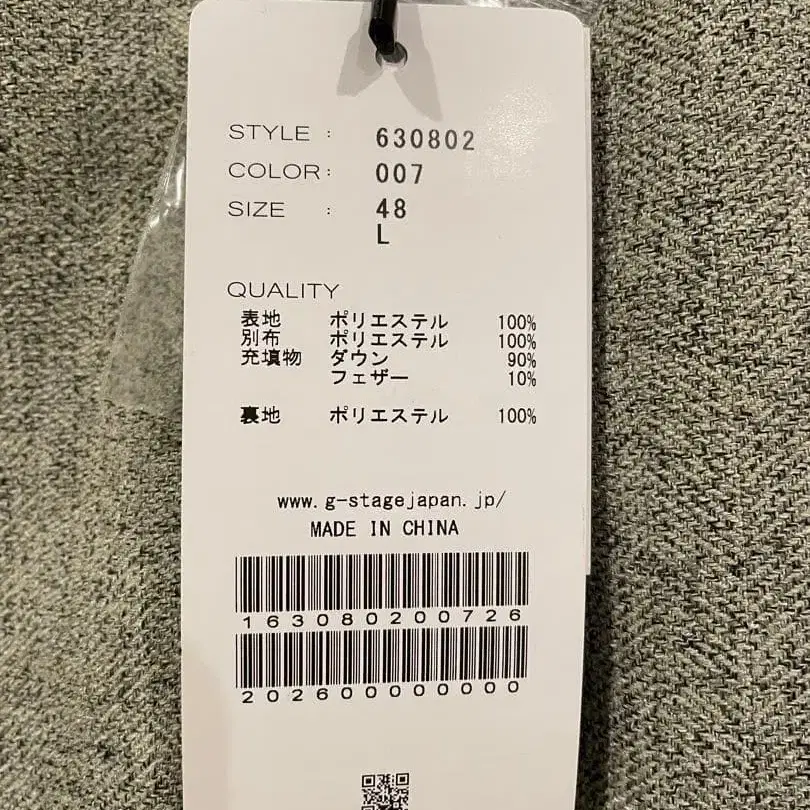 STYLE : 630802
COLOR: 007
SIZE : 48
L
QUALITY
表地 ポリエステル 100%
別布 ポリエステル 100%
充填物 ダウン 90%
フェザー 10%
裏地 ポリエステル 100%
www.g-stagejapan.jp/
MADE IN CHINA
163080200726
202600000000